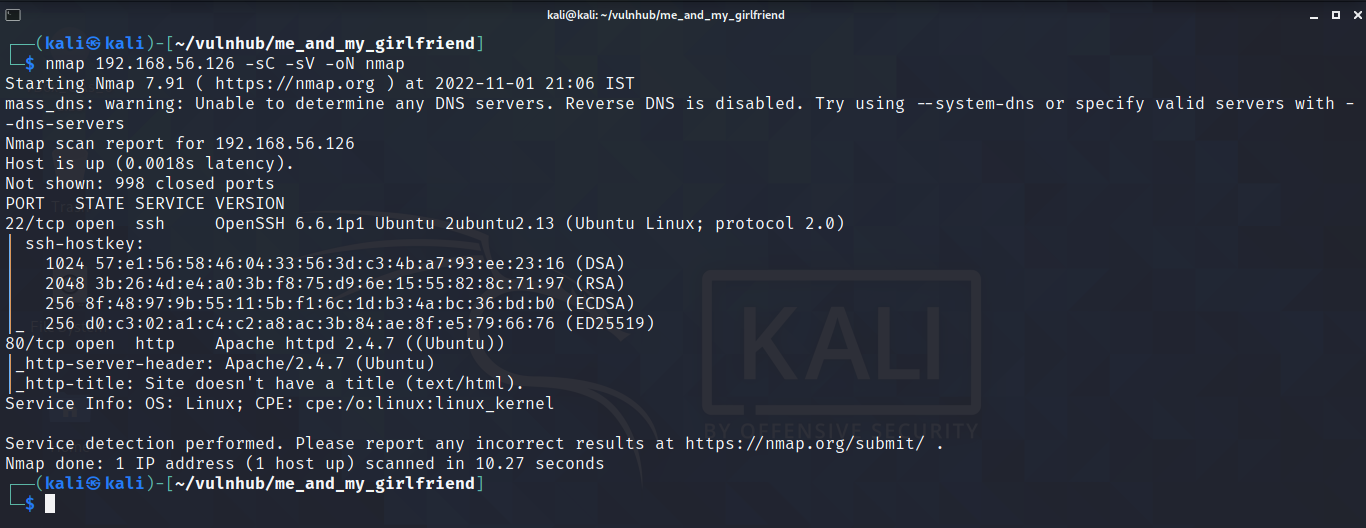 kali@kali: ~/vulnhub/me_and_my_girlfriend
┌──(kali㉿kali)-[~/vulnhub/me_and_my_girlfriend]
└─$ nmap 192.168.56.126 -sC -sV -oN nmap
Starting Nmap 7.91 ( https://nmap.org ) at 2022-11-01 21:06 IST
mass_dns: warning: Unable to determine any DNS servers. Reverse DNS is disabled. Try using --system-dns or specify valid servers with -
-dns-servers
Nmap scan report for 192.168.56.126
Host is up (0.0018s latency).
Not shown: 998 closed ports
PORT   STATE SERVICE VERSION
22/tcp open  ssh     OpenSSH 6.6.1p1 Ubuntu 2ubuntu2.13 (Ubuntu Linux; protocol 2.0)
| ssh-hostkey:
|   1024 57:e1:56:58:46:04:33:56:3d:c3:4b:a7:93:ee:23:16 (DSA)
|   2048 3b:26:4d:e4:a0:3b:f8:75:d9:6e:15:55:82:8c:71:97 (RSA)
|   256 8f:48:97:9b:55:11:5b:f1:6c:1d:b3:4a:bc:36:bd:b0 (ECDSA)
|_  256 d0:c3:02:a1:c4:c2:a8:ac:3b:84:ae:8f:e5:79:66:76 (ED25519)
80/tcp open  http    Apache httpd 2.4.7 ((Ubuntu))
|_http-server-header: Apache/2.4.7 (Ubuntu)
|_http-title: Site doesn't have a title (text/html).
Service Info: OS: Linux; CPE: cpe:/o:linux:linux_kernel
KALI
BY OFFENSIVE SECURITY
Service detection performed. Please report any incorrect results at https://nmap.org/submit/ .
Nmap done: 1 IP address (1 host up) scanned in 10.27 seconds
┌──(kali㉿kali)-[~/vulnhub/me_and_my_girlfriend]
└─$